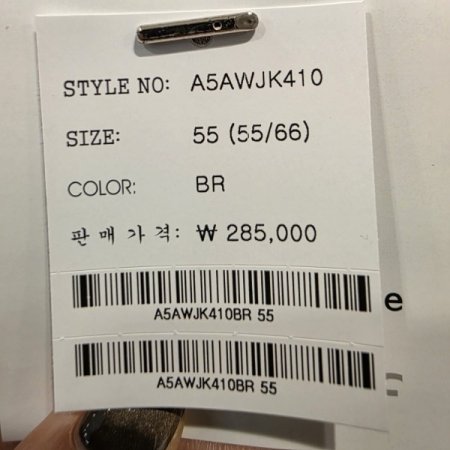 STYLE NO: A5AWJK410
SIZE: 55 (55/66)
COLOR: BR
판매가격: ₩ 285,000
A5AWJK410BR 55
A5AWJK410BR 55
e